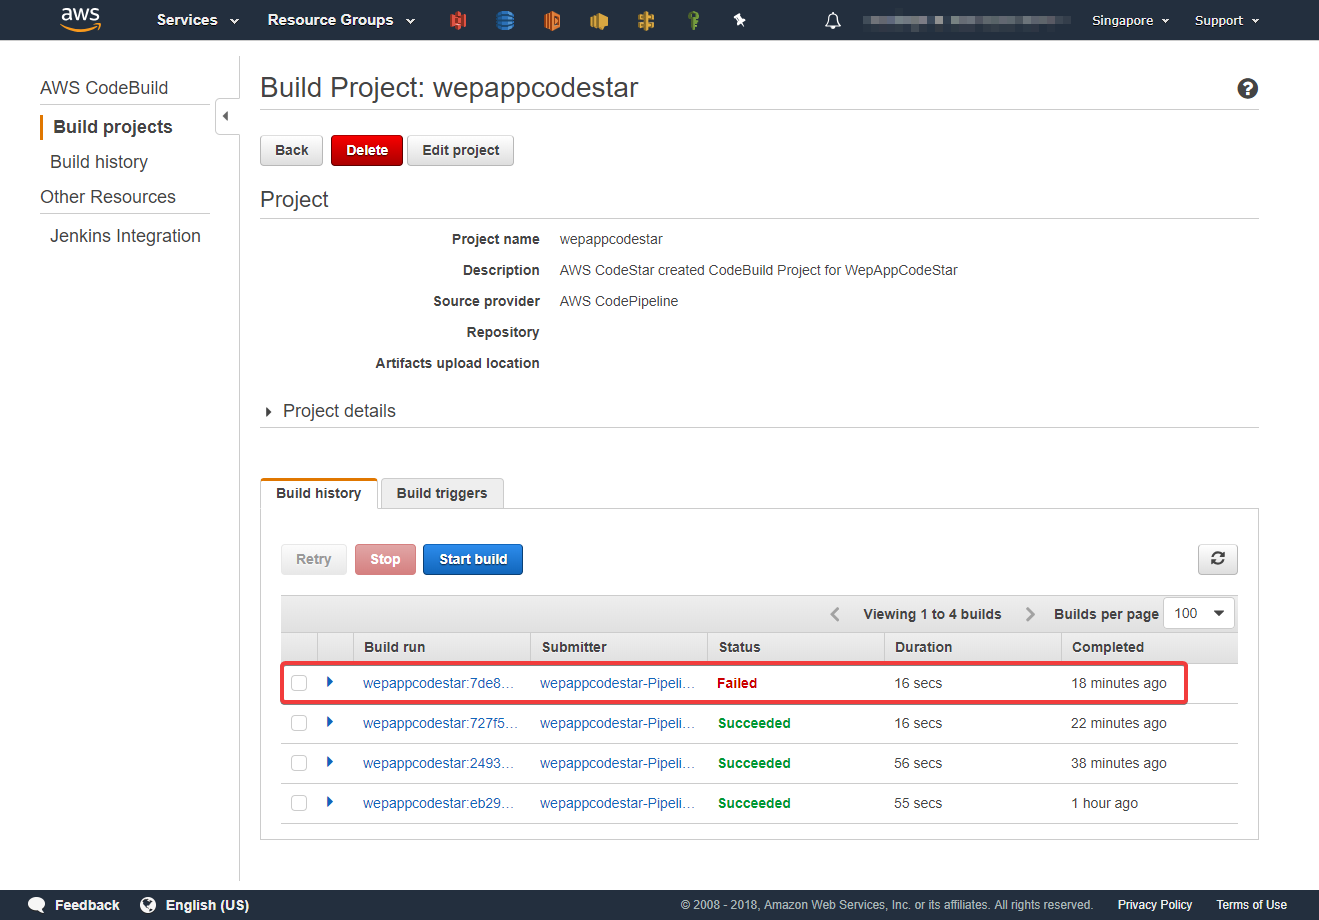 aws Services Resource Groups Singapore Support
AWS CodeBuild
Build projects
Build history
Other Resources
Jenkins Integration
Build Project: wepappcodestar
Back Delete Edit project
Project
Project name wepappcodestar
Description AWS CodeStar created CodeBuild Project for WepAppCodeStar
Source provider AWS CodePipeline
Repository
Artifacts upload location
Project details
Build history Build triggers
Retry Stop Start build
Viewing 1 to 4 builds Builds per page 100
Build run Submitter Status Duration Completed
wepappcodestar:7de8... wepappcodestar-Pipeli... Failed 16 secs 18 minutes ago
wepappcodestar:727f5... wepappcodestar-Pipeli... Succeeded 16 secs 22 minutes ago
wepappcodestar:2493... wepappcodestar-Pipeli... Succeeded 56 secs 38 minutes ago
wepappcodestar:eb29... wepappcodestar-Pipeli... Succeeded 55 secs 1 hour ago
Feedback English (US) © 2008 - 2018, Amazon Web Services, Inc. or its affiliates. All rights reserved. Privacy Policy Terms of Use